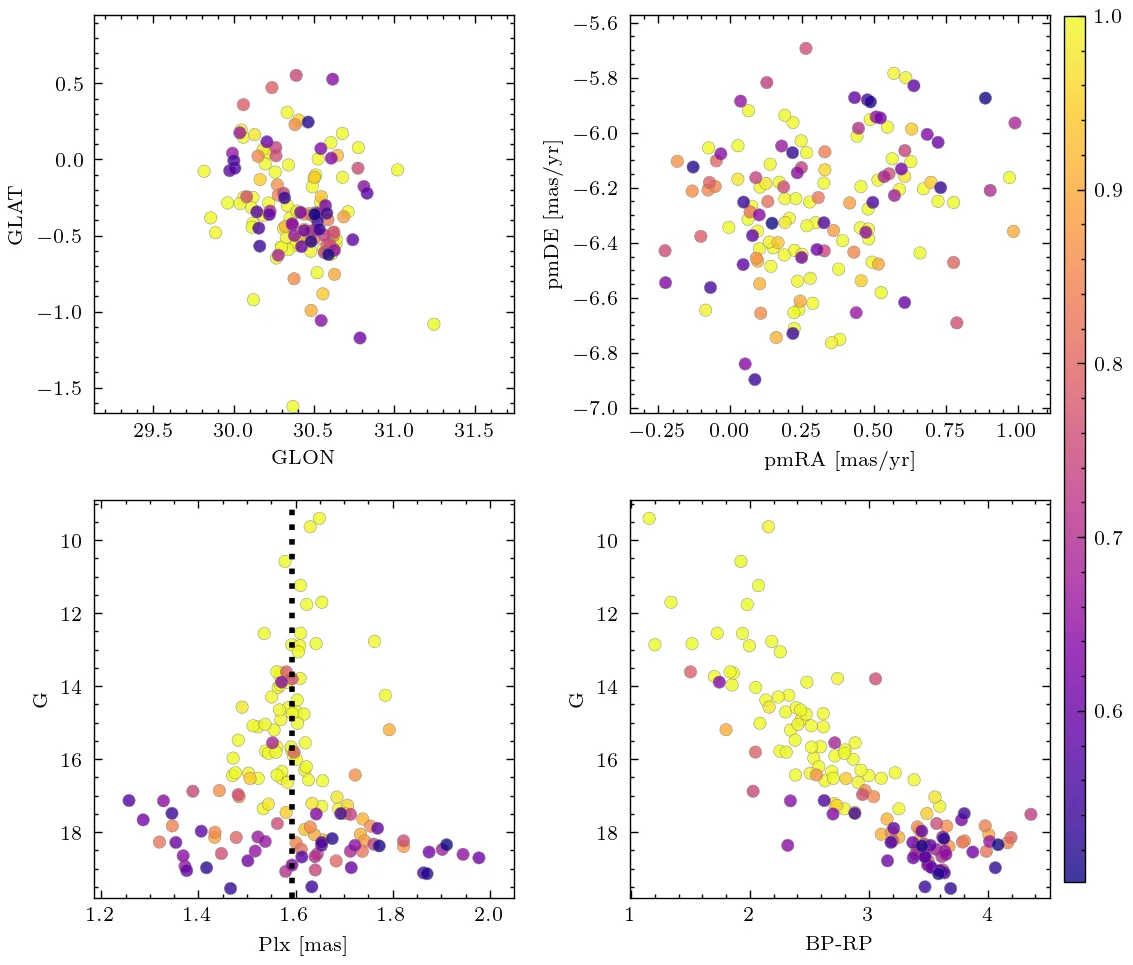 0.5
0.0
−0.5
−1.0
−1.5
GLAT
29.5 30.0 30.5 31.0 31.5
GLON
−5.6
−5.8
−6.0
−6.2
−6.4
−6.6
−6.8
−7.0
pmDE [mas/yr]
−0.25 0.00 0.25 0.50 0.75 1.00
pmRA [mas/yr]
1.0
0.9
0.8
0.7
0.6
10
12
14
16
18
G
1.2 1.4 1.6 1.8 2.0
Plx [mas]
10
12
14
16
18
G
1 2 3 4
BP-RP